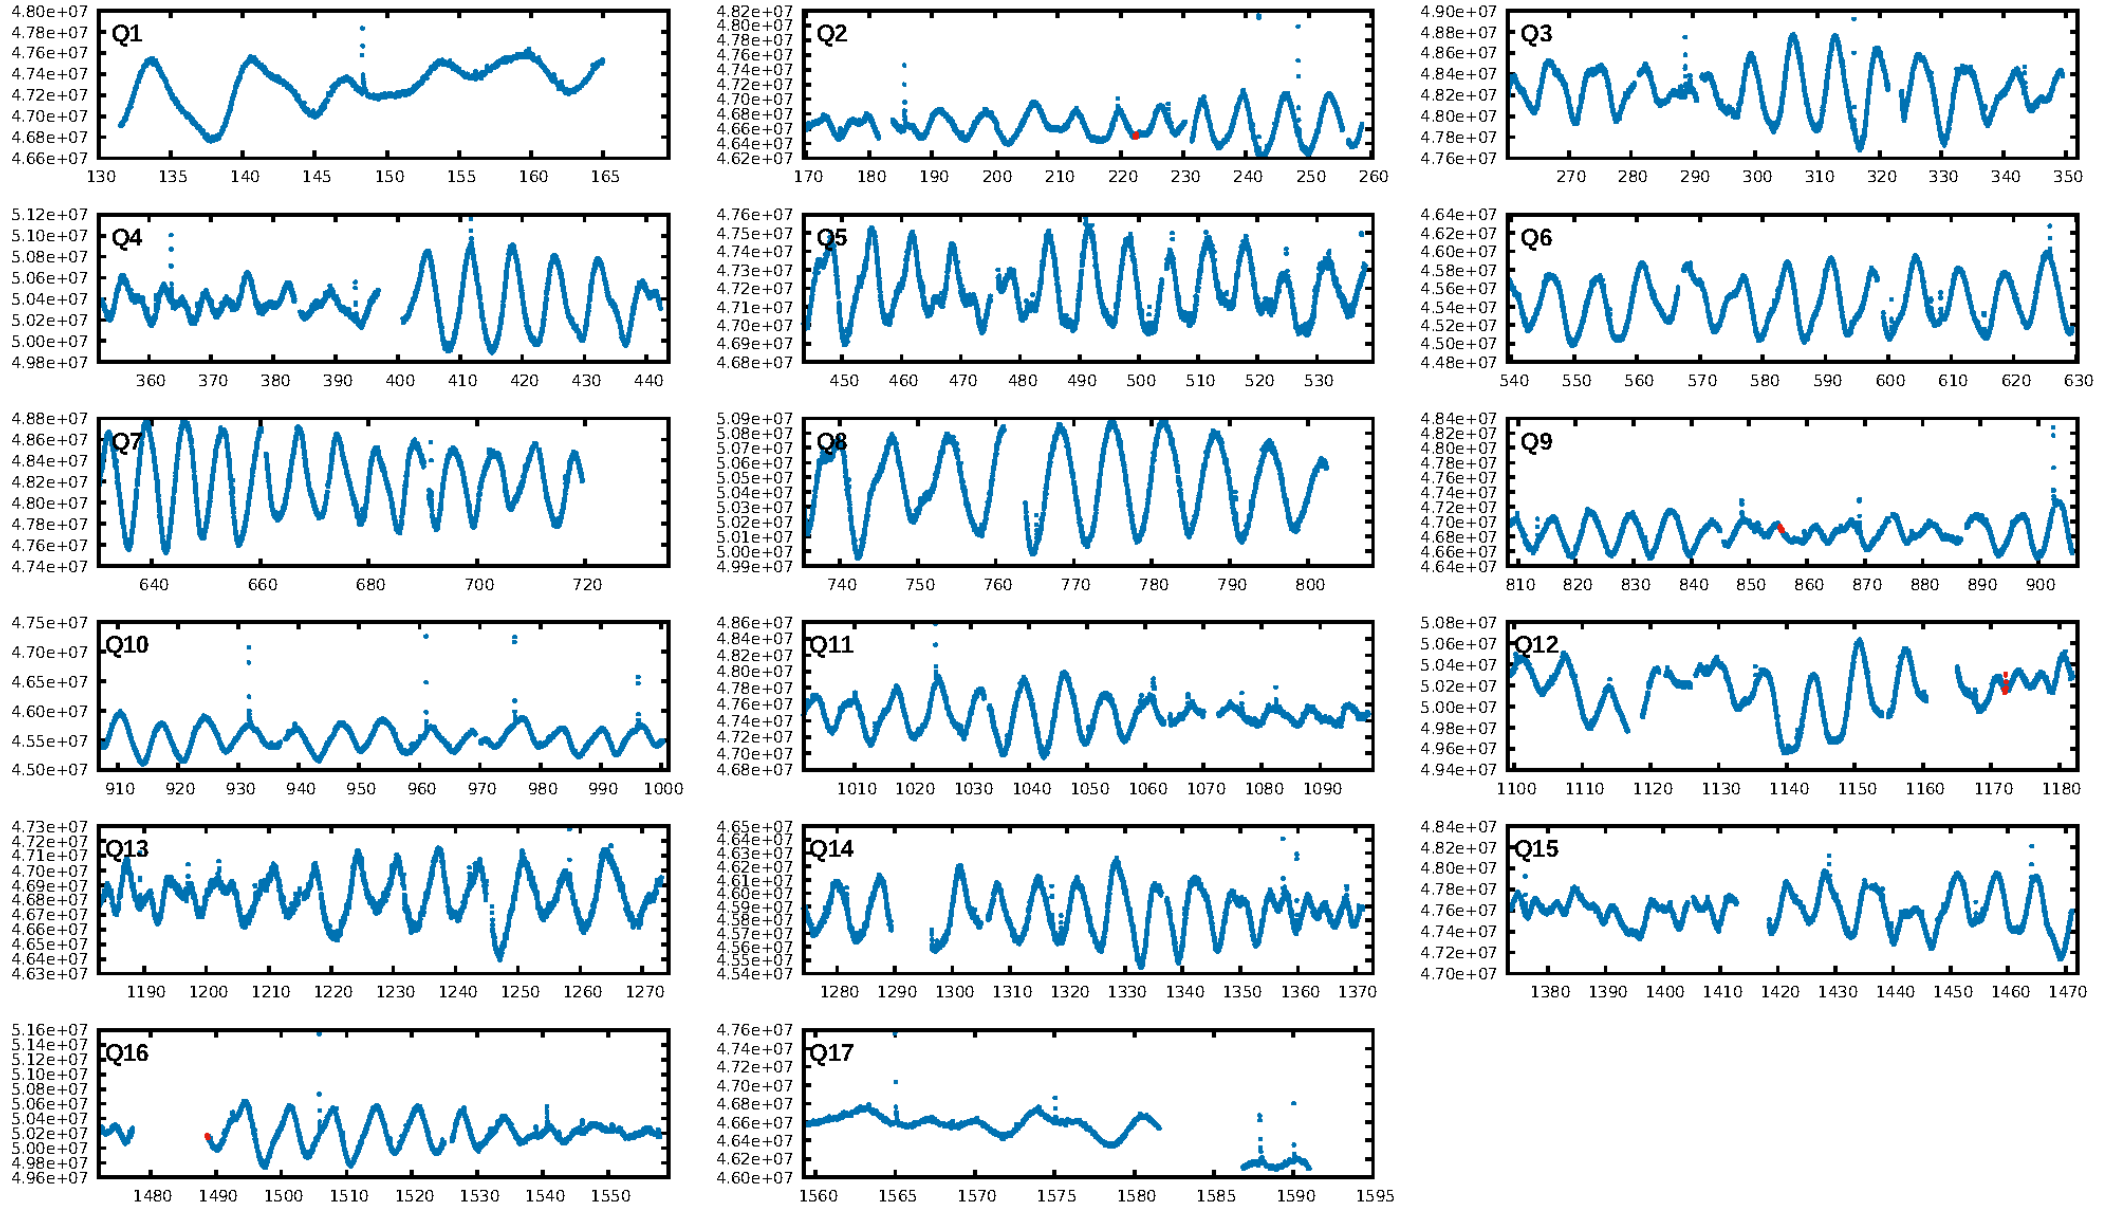 4.80e+07
4.78e+07
4.76e+07
4.74e+07
4.72e+07
4.70e+07
4.68e+07
4.66e+07
Q1
130 135 140 145 150 155 160 165
4.82e+07
4.80e+07
4.78e+07
4.76e+07
4.74e+07
4.72e+07
4.70e+07
4.68e+07
4.66e+07
4.64e+07
4.62e+07
Q2
170 180 190 200 210 220 230 240 250 260
4.90e+07
4.88e+07
4.86e+07
4.84e+07
4.82e+07
4.80e+07
4.78e+07
4.76e+07
Q3
270 280 290 300 310 320 330 340 350
5.12e+07
5.10e+07
5.08e+07
5.06e+07
5.04e+07
5.02e+07
5.00e+07
4.98e+07
Q4
360 370 380 390 400 410 420 430 440
4.76e+07
4.75e+07
4.74e+07
4.73e+07
4.72e+07
4.71e+07
4.70e+07
4.69e+07
4.68e+07
Q5
450 460 470 480 490 500 510 520 530
4.64e+07
4.62e+07
4.60e+07
4.58e+07
4.56e+07
4.54e+07
4.52e+07
4.50e+07
4.48e+07
Q6
540 550 560 570 580 590 600 610 620 630
4.88e+07
4.86e+07
4.84e+07
4.82e+07
4.80e+07
4.78e+07
4.76e+07
4.74e+07
Q7
640 660 680 700 720
5.09e+07
5.08e+07
5.07e+07
5.06e+07
5.05e+07
5.04e+07
5.03e+07
5.02e+07
5.01e+07
5.00e+07
4.99e+07
Q8
740 750 760 770 780 790 800
4.84e+07
4.82e+07
4.80e+07
4.78e+07
4.76e+07
4.74e+07
4.72e+07
4.70e+07
4.68e+07
4.66e+07
4.64e+07
Q9
810 820 830 840 850 860 870 880 890 900
4.75e+07
4.70e+07
4.65e+07
4.60e+07
4.55e+07
4.50e+07
Q10
910 920 930 940 950 960 970 980 990 1000
4.86e+07
4.84e+07
4.82e+07
4.80e+07
4.78e+07
4.76e+07
4.74e+07
4.72e+07
4.70e+07
4.68e+07
Q11
1010 1020 1030 1040 1050 1060 1070 1080 1090
5.08e+07
5.06e+07
5.04e+07
5.02e+07
5.00e+07
4.98e+07
4.96e+07
4.94e+07
Q12
1100 1110 1120 1130 1140 1150 1160 1170 1180
4.73e+07
4.72e+07
4.71e+07
4.70e+07
4.69e+07
4.68e+07
4.67e+07
4.66e+07
4.65e+07
4.64e+07
4.63e+07
Q13
1190 1200 1210 1220 1230 1240 1250 1260 1270
4.65e+07
4.64e+07
4.63e+07
4.62e+07
4.61e+07
4.60e+07
4.59e+07
4.58e+07
4.57e+07
4.56e+07
4.55e+07
4.54e+07
Q14
1280 1290 1300 1310 1320 1330 1340 1350 1360 1370
4.84e+07
4.82e+07
4.80e+07
4.78e+07
4.76e+07
4.74e+07
4.72e+07
4.70e+07
Q15
1380 1390 1400 1410 1420 1430 1440 1450 1460 1470
5.16e+07
5.14e+07
5.12e+07
5.10e+07
5.08e+07
5.06e+07
5.04e+07
5.02e+07
5.00e+07
4.98e+07
4.96e+07
Q16
1480 1490 1500 1510 1520 1530 1540 1550
4.76e+07
4.74e+07
4.72e+07
4.70e+07
4.68e+07
4.66e+07
4.64e+07
4.62e+07
4.60e+07
Q17
1560 1565 1570 1575 1580 1585 1590 1595